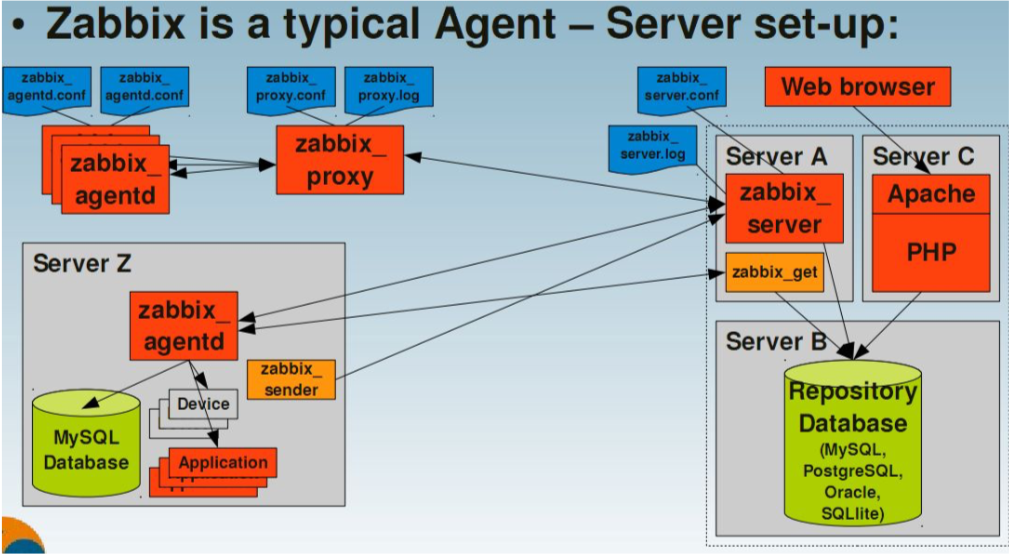 • Zabbix is a typical Agent – Server set-up:
zabbix_
agentd.conf
zabbix_
agentd.conf
zabbix_
proxy.conf
zabbix_
proxy.log
zabbix_
server.conf
Web browser
zabbix_
server.log
zabbix_
agentd
zabbix_
proxy
Server A
Server C
zabbix_
server
Apache
PHP
zabbix_get
Server Z
zabbix_
agentd
zabbix_
sender
Device
MySQL
Database
Application
Server B
Repository
Database
(MySQL,
PostgreSQL,
Oracle,
SQLlite)